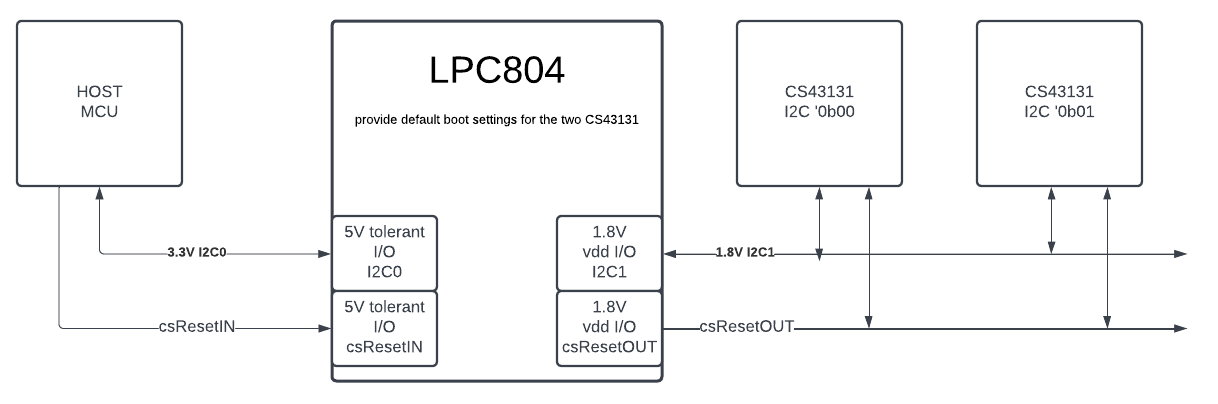 HOST
MCU
LPC804
provide default boot settings for the two CS43131
CS43131
I2C '0b00
CS43131
I2C '0b01
5V tolerant
I/O
I2C0
1.8V
vdd I/O
I2C1
3.3V I2C0
1.8V I2C1
5V tolerant
I/O
csResetIN
1.8V
vdd I/O
csResetOUT
csResetIN
csResetOUT